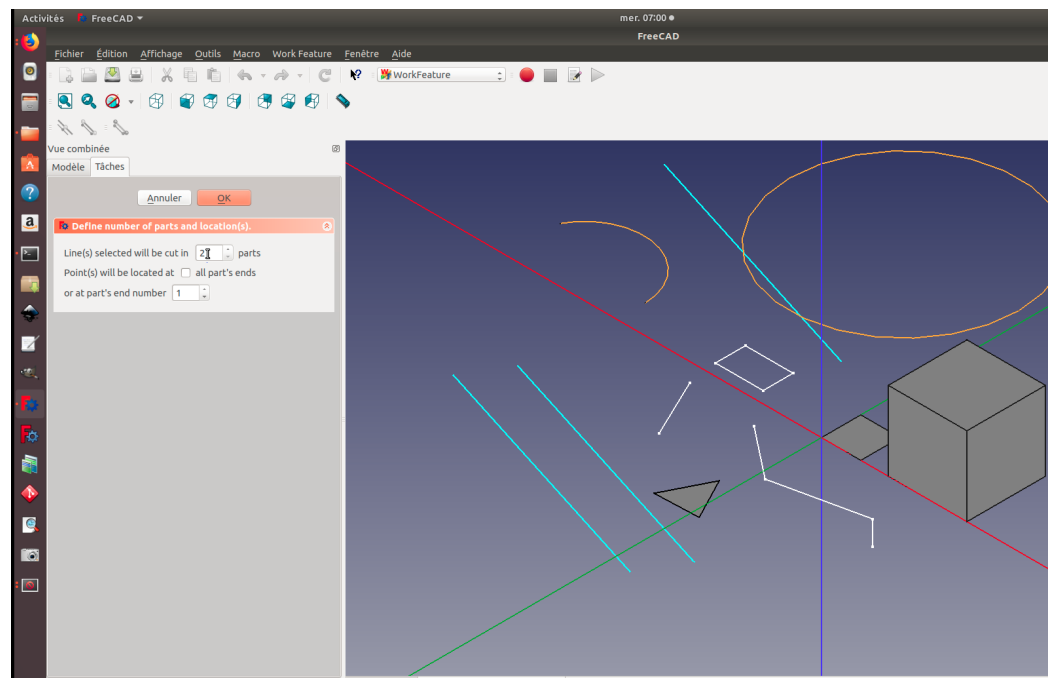 Activités FreeCAD mer. 07:00
FreeCAD
Fichier Édition Affichage Outils Macro Work Feature Fenêtre Aide
WorkFeature
Vue combinée
Modèle Tâches
Annuler OK
Define number of parts and location(s).
Line(s) selected will be cut in 2 parts
Point(s) will be located at all part's ends
or at part's end number 1